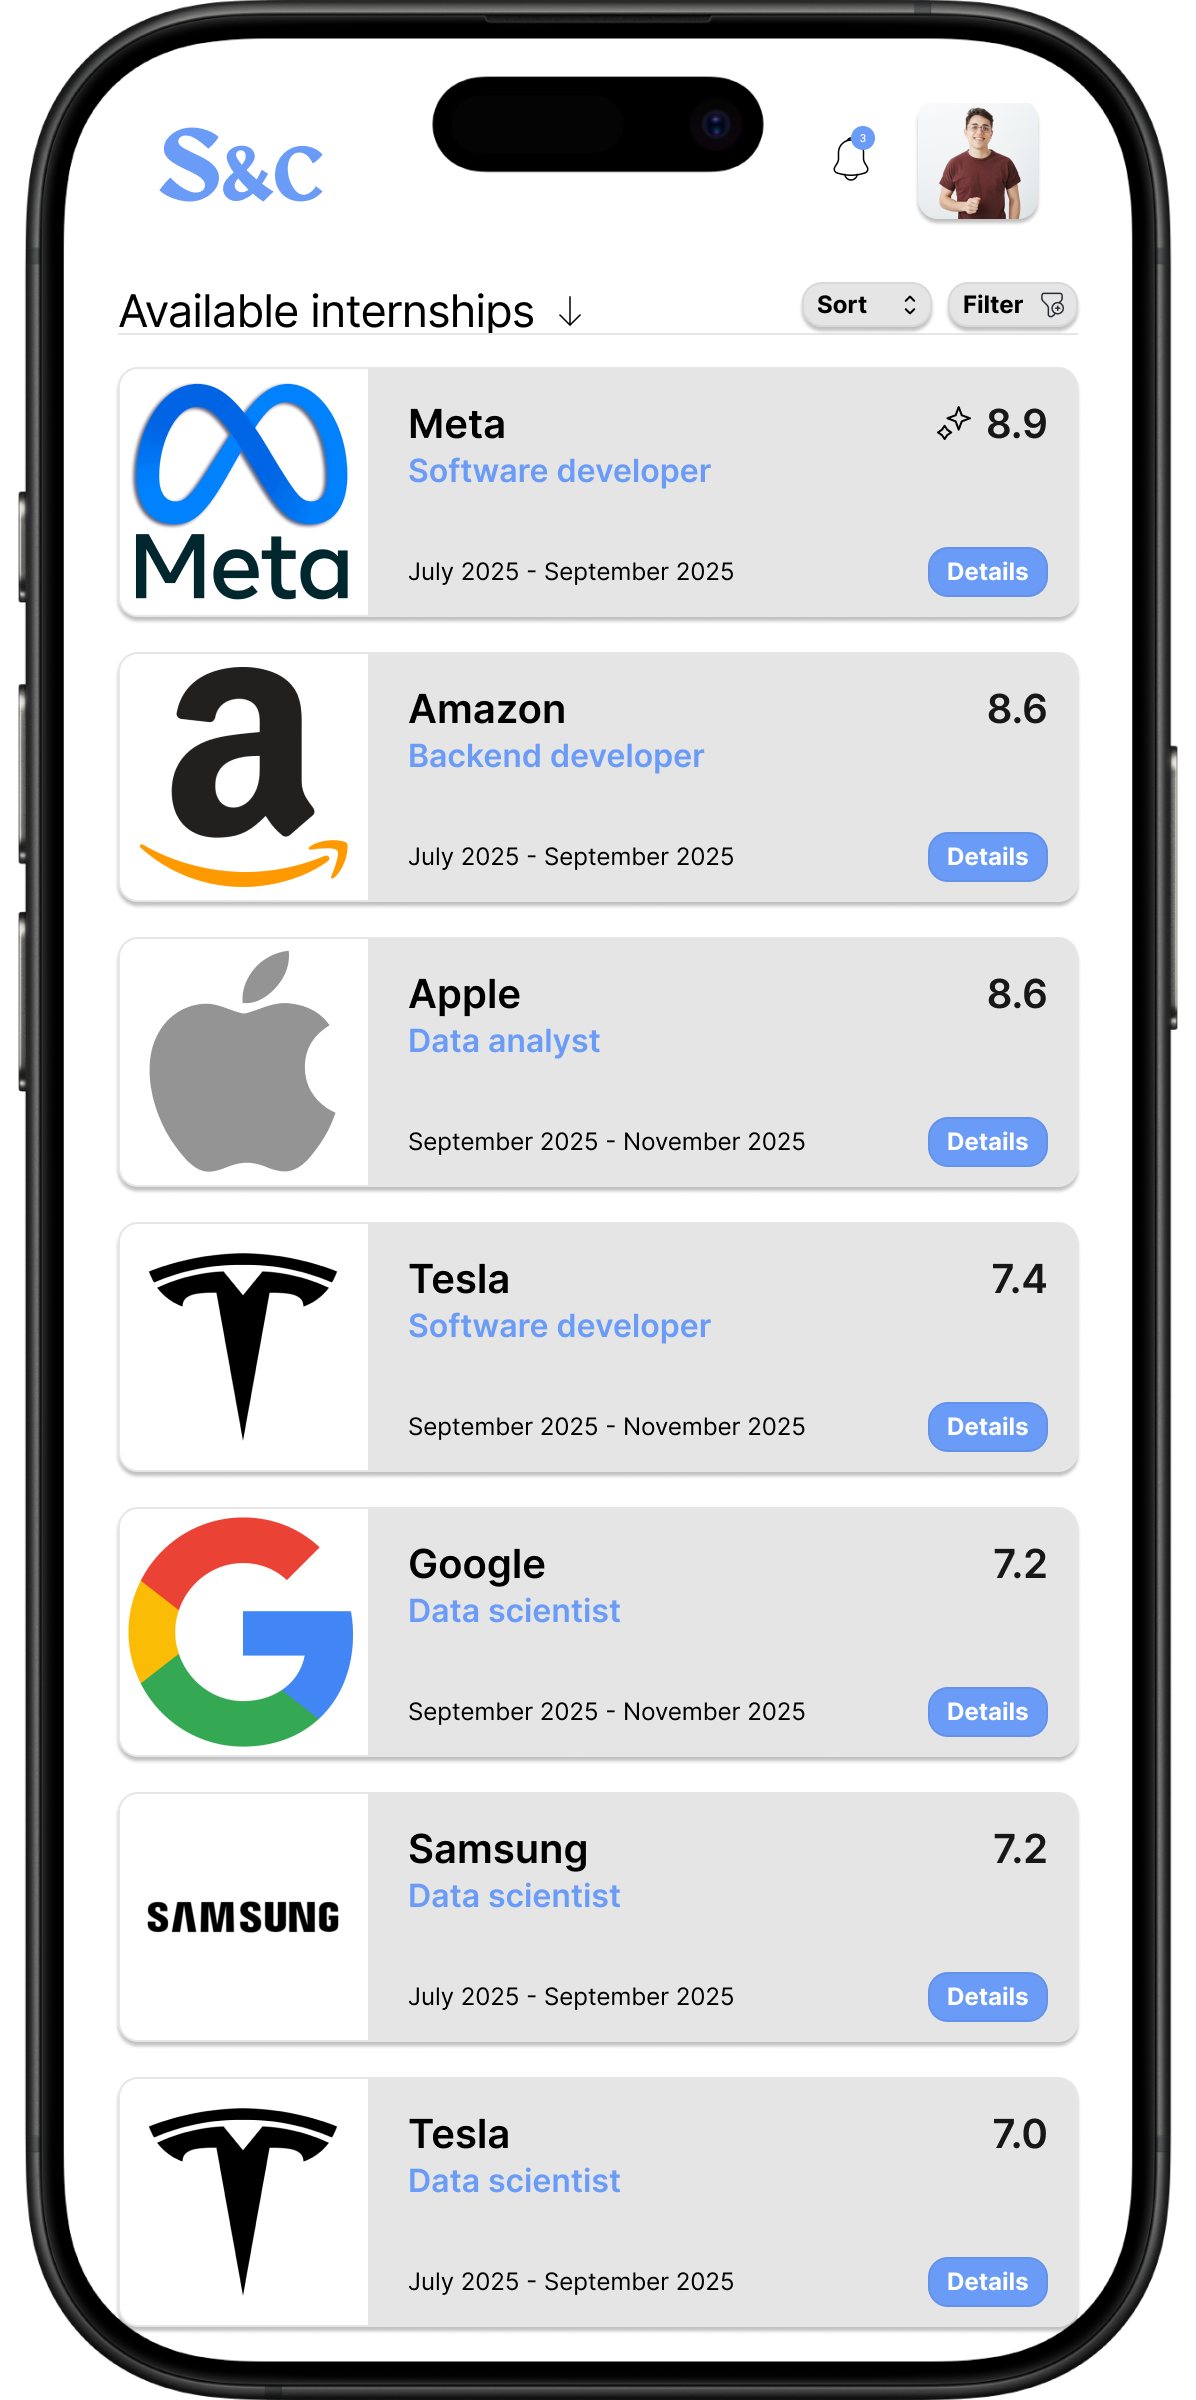 S&C
3
Available internships
Sort
Filter
Meta
Meta
8.9
Software developer
July 2025 - September 2025
Details
a
Amazon
8.6
Backend developer
July 2025 - September 2025
Details
Apple
8.6
Data analyst
September 2025 - November 2025
Details
Tesla
7.4
Software developer
September 2025 - November 2025
Details
G
Google
7.2
Data scientist
September 2025 - November 2025
Details
SAMSUNG
Samsung
7.2
Data scientist
July 2025 - September 2025
Details
Tesla
7.0
Data scientist
July 2025 - September 2025
Details